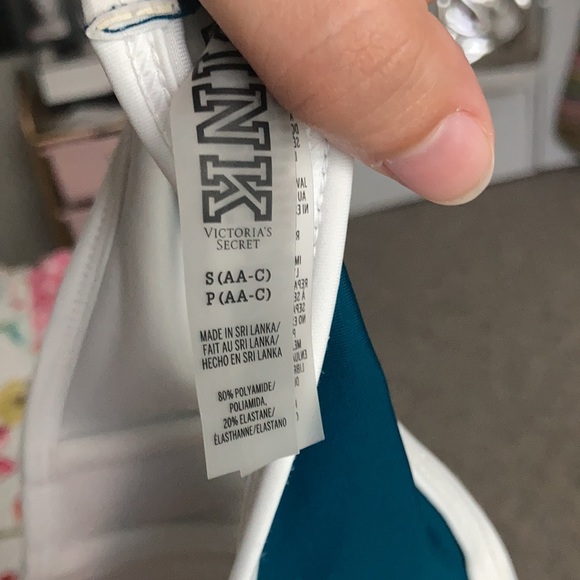 PINK
VICTORIA'S
SECRET
S (AA-C)
P (AA-C)
MADE IN SRI LANKA/
FAIT AU SRI LANKA/
HECHO EN SRI LANKA
80% POLYAMIDE/
POLIAMIDA,
20% ELASTANE/
ÉLASTHANNE/ELASTANO